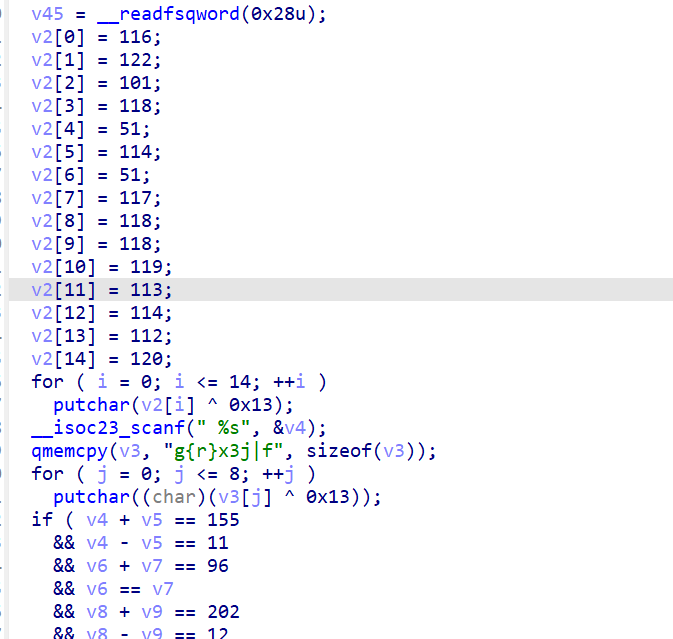 v45 = __readfsqword(0x28u);
v2[0] = 116;
v2[1] = 122;
v2[2] = 101;
v2[3] = 118;
v2[4] = 51;
v2[5] = 114;
v2[6] = 51;
v2[7] = 117;
v2[8] = 118;
v2[9] = 118;
v2[10] = 119;
v2[11] = 113;
v2[12] = 114;
v2[13] = 112;
v2[14] = 120;
for ( i = 0; i <= 14; ++i )
putchar(v2[i] ^ 0x13);
__isoc23_scanf(" %s", &v4);
qmemcpy(v3, "g{r}x3j|f", sizeof(v3));
for ( j = 0; j <= 8; ++j )
putchar((char)(v3[j] ^ 0x13));
if ( v4 + v5 == 155
&& v4 - v5 == 11
&& v6 + v7 == 96
&& v6 == v7
&& v8 + v9 == 202
&& v8 - v9 == 12